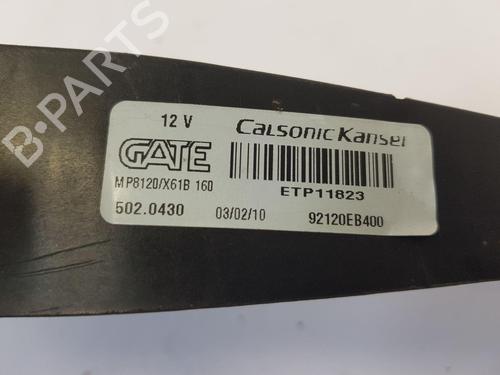 B-PARTS
12 V CALSONIC KANSEI
GATE
MP8120/X61B 160
ETP11823
502.0430 03/02/10 92120EB400